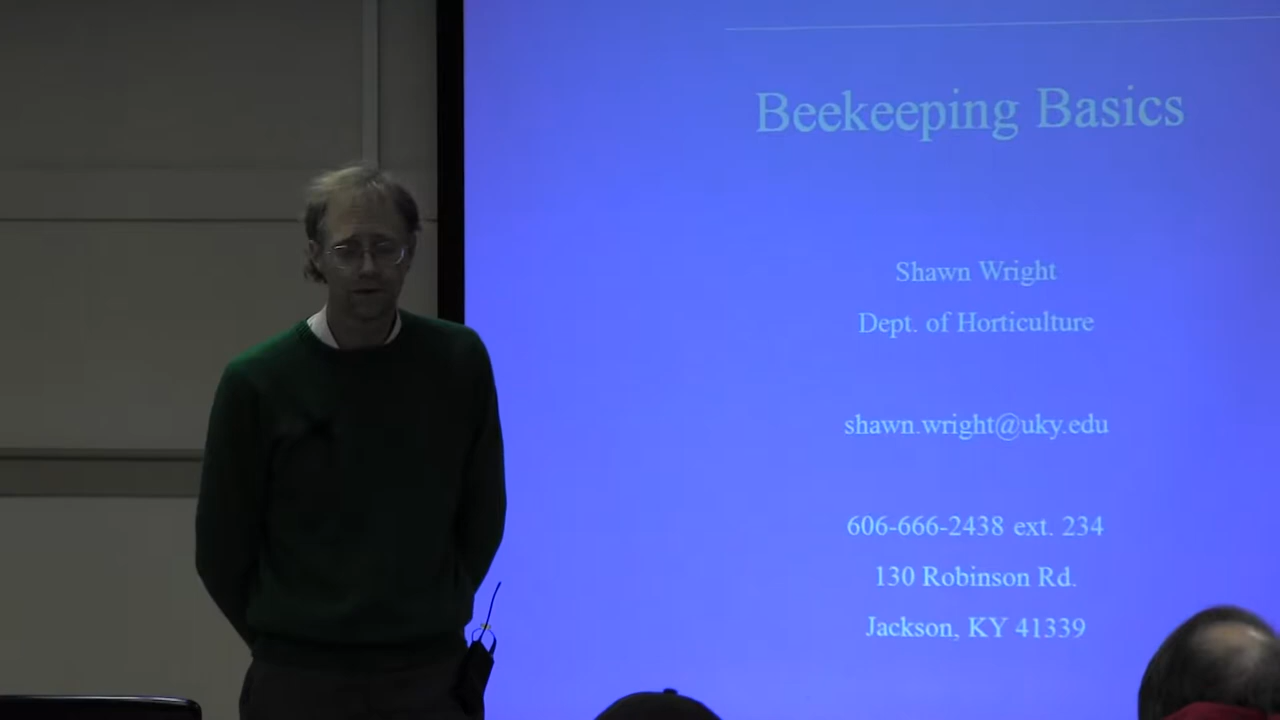 Beekeeping Basics
Shawn Wright
Dept. of Horticulture
shawn.wright@uky.edu
606-666-2438 ext. 234
130 Robinson Rd.
Jackson, KY 41339